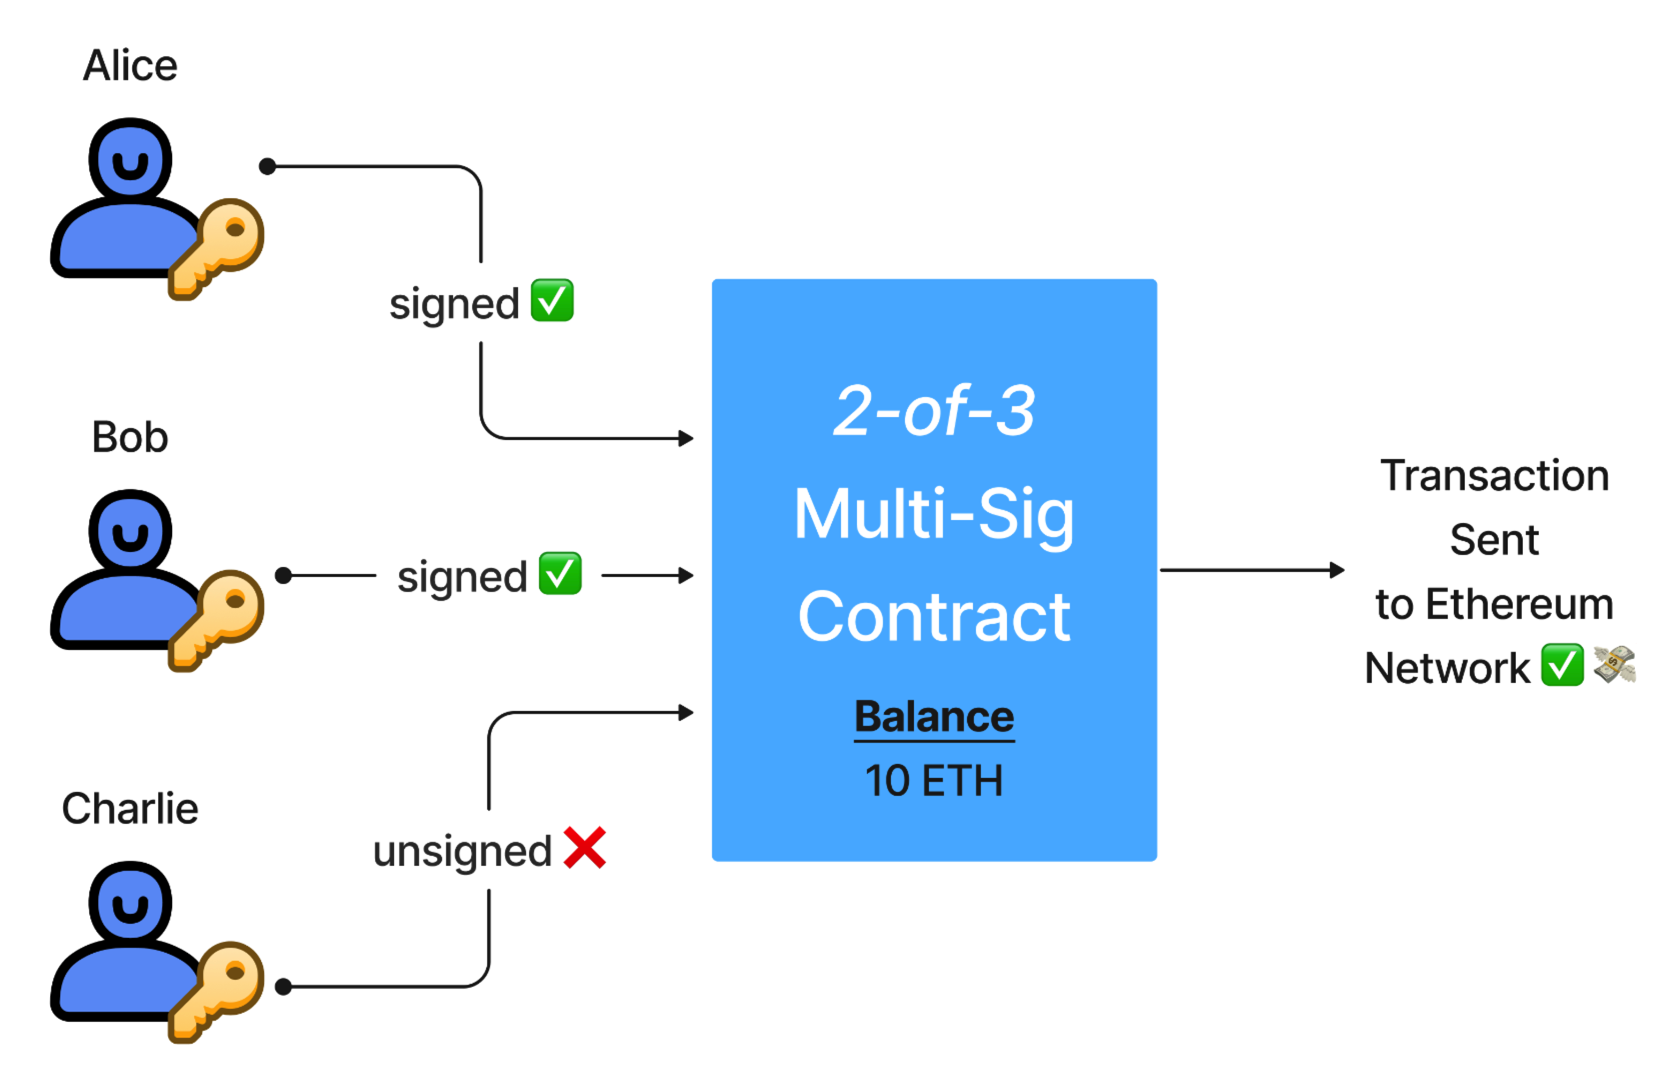 Alice
signed ✅
Bob
signed ✅
Charlie
unsigned ❌
2-of-3
Multi-Sig
Contract
Balance
10 ETH
Transaction
Sent
to Ethereum
Network ✅ 💸